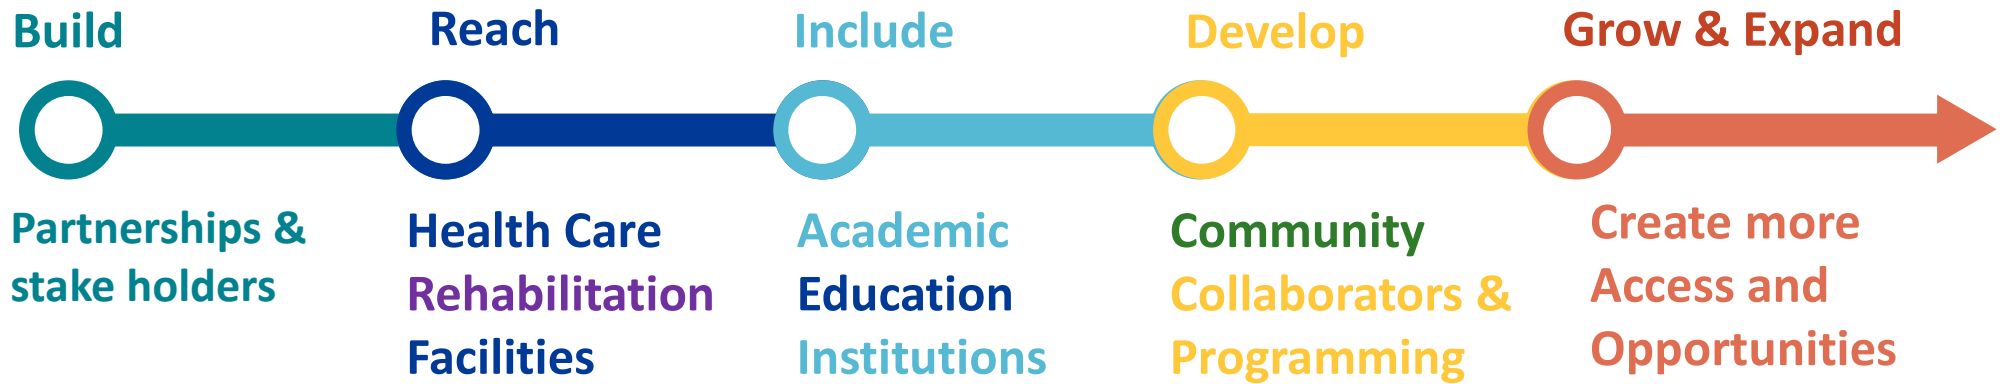 Build
Partnerships &
stake holders
Reach
Health Care
Rehabilitation
Facilities
Include
Academic
Education
Institutions
Develop
Community
Collaborators &
Programming
Grow & Expand
Create more
Access and
Opportunities